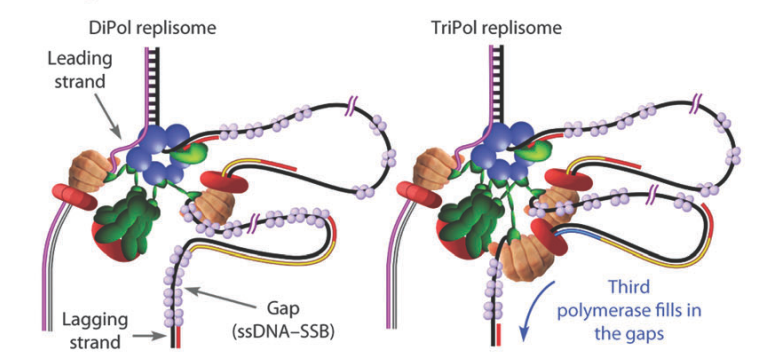 DiPol replisome
TriPol replisome
Leading
strand
Gap
(ssDNA–SSB)
Lagging
strand
Third
polymerase fills in
the gaps